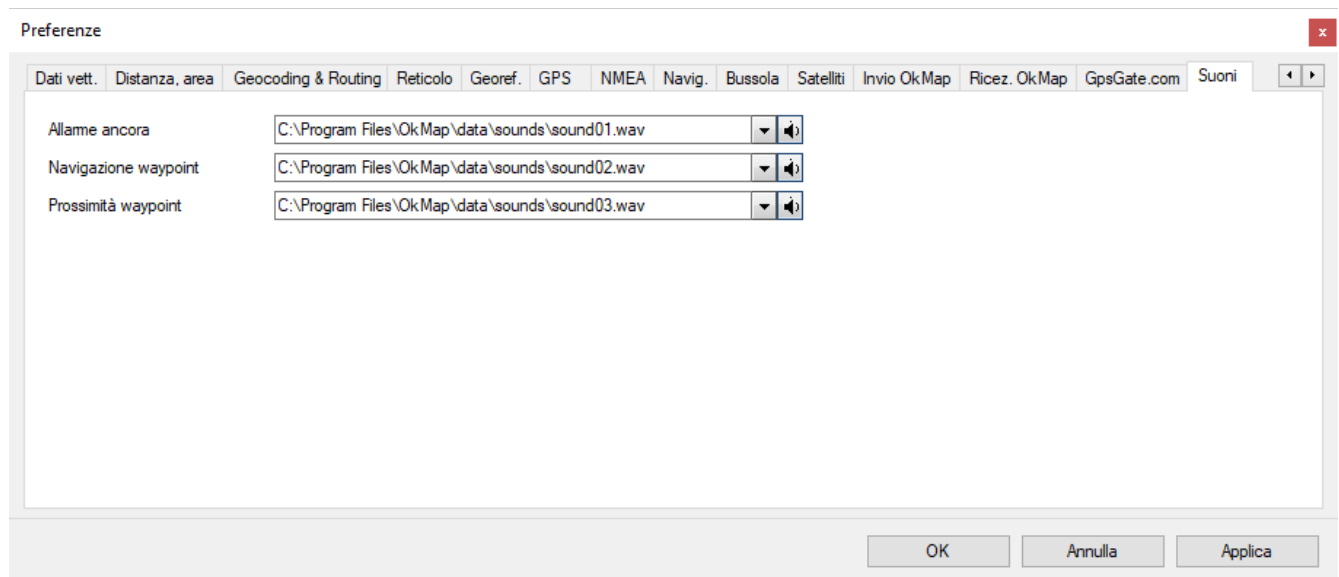 Preferenze
x
Dati vett. Distanza, area Geocoding & Routing Reticolo Georef. GPS NMEA Navig. Bussola Satelliti Invio OkMap Ricez. OkMap GpsGate.com Suoni
Allarme ancora C:\Program Files\OkMap\data\sounds\sound01.wav
Navigazione waypoint C:\Program Files\OkMap\data\sounds\sound02.wav
Prossimità waypoint C:\Program Files\OkMap\data\sounds\sound03.wav
OK Annulla Applica